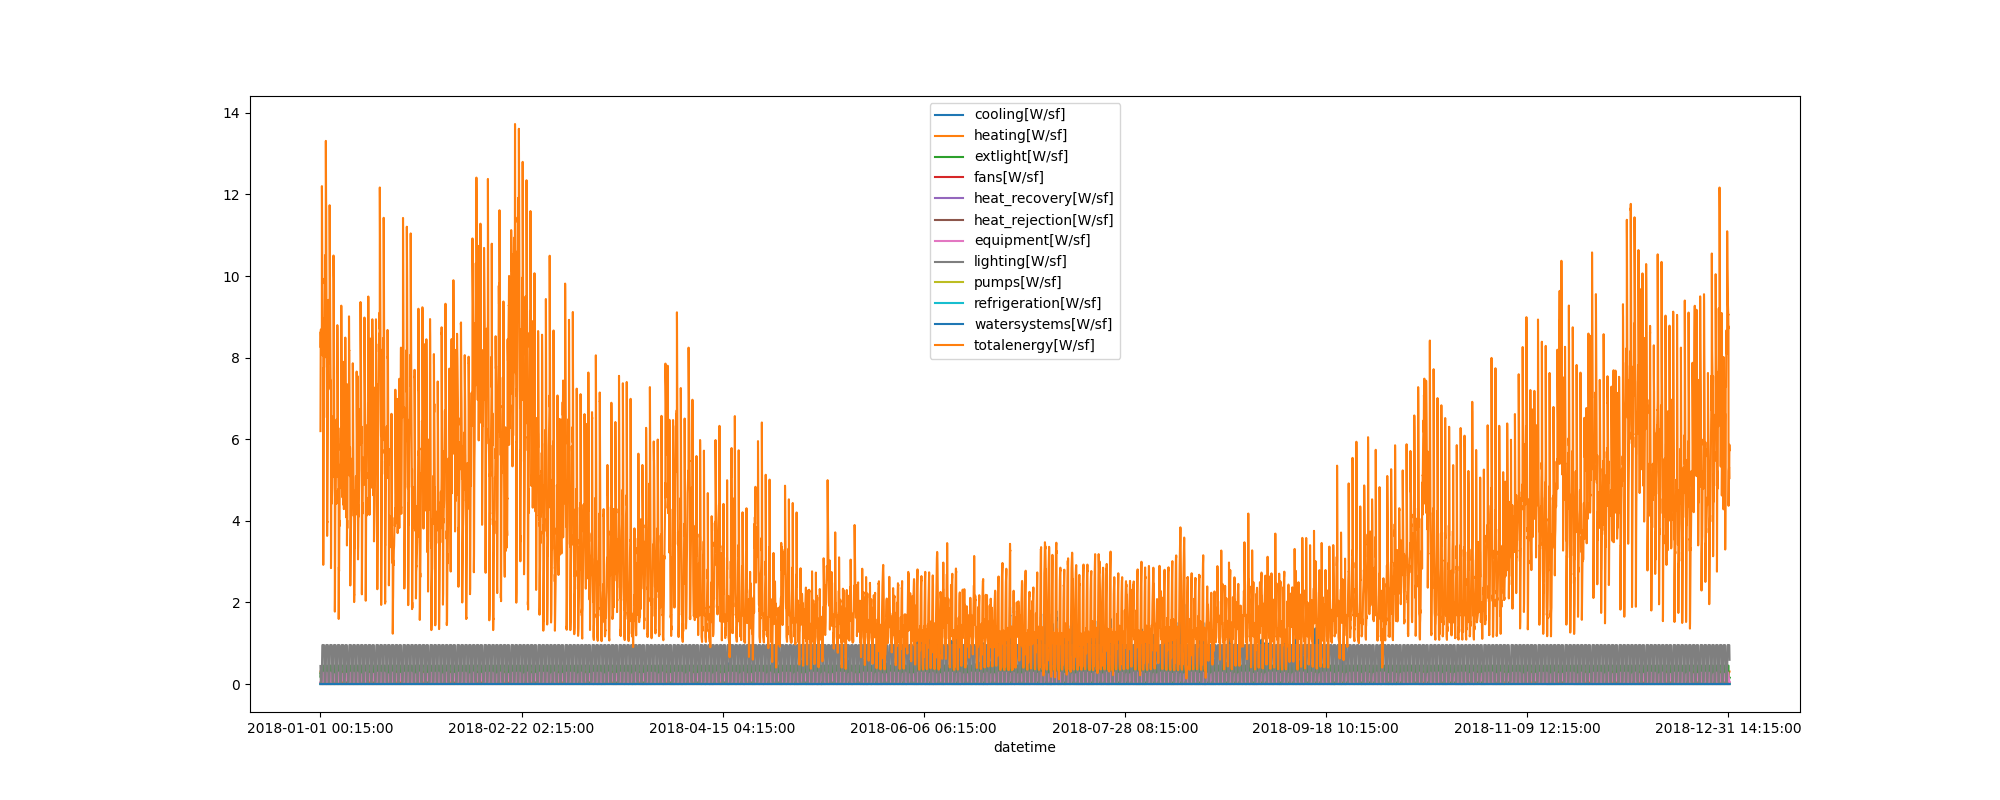 14
12
10
8
6
4
2
0
cooling[W/sf]
heating[W/sf]
extlight[W/sf]
fans[W/sf]
heat_recovery[W/sf]
heat_rejection[W/sf]
equipment[W/sf]
lighting[W/sf]
pumps[W/sf]
refrigeration[W/sf]
watersystems[W/sf]
totalenergy[W/sf]
2018-01-01 00:15:00 2018-02-22 02:15:00 2018-04-15 04:15:00 2018-06-06 06:15:00 2018-07-28 08:15:00 2018-09-18 10:15:00 2018-11-09 12:15:00 2018-12-31 14:15:00
datetime